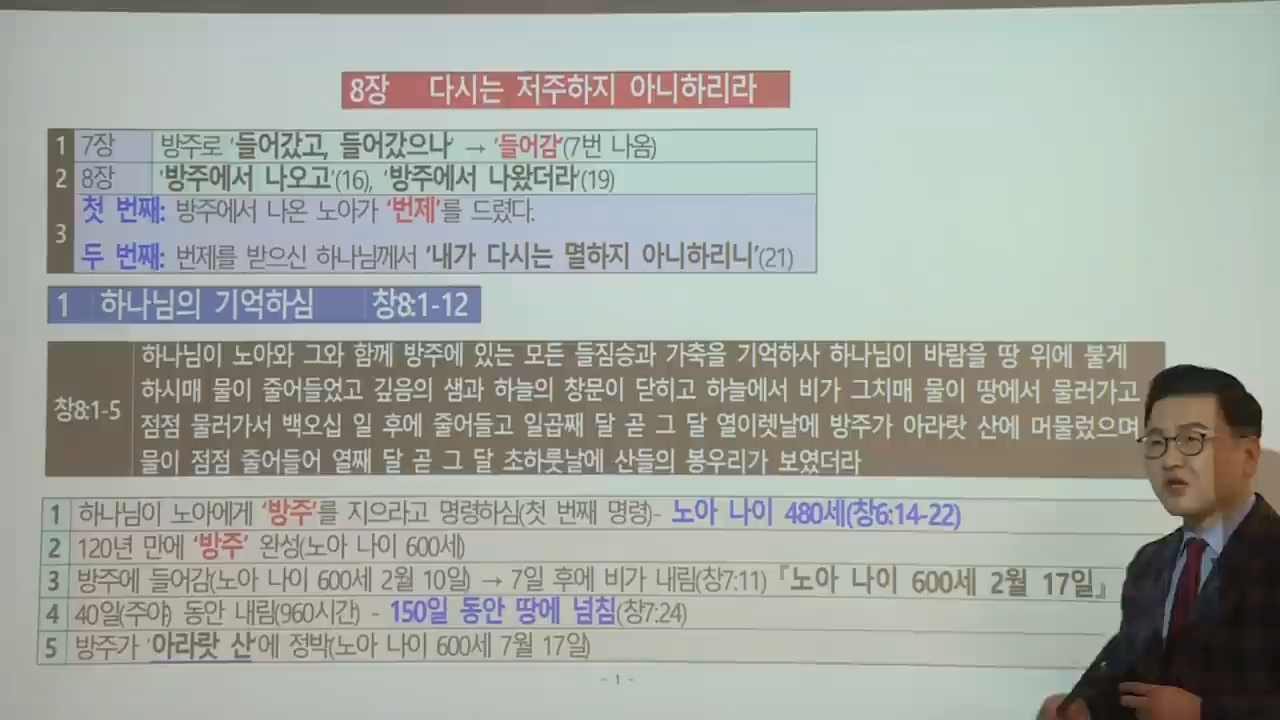 8장 다시는 저주하지 아니하리라
1 7장 방주로 '들어갔고, 들어갔으나' → '들어감'(7번 나옴)
2 8장 '방주에서 나오고'(16), '방주에서 나왔더라'(19)
첫 번째: 방주에서 나온 노아가 '번제'를 드렸다.
3
두 번째: 번제를 받으신 하나님께서 '내가 다시는 멸하지 아니하리니'(21)
1 하나님의 기억하심 창8:1-12
하나님이 노아와 그와 함께 방주에 있는 모든 들짐승과 가축을 기억하사 하나님이 바람을 땅 위에 불게
하시매 물이 줄어들었고 깊음의 샘과 하늘의 창문이 닫히고 하늘에서 비가 그치매 물이 땅에서 물러가고
창8:1-5
점점 물러가서 백오십 일 후에 줄어들고 일곱째 달 곧 그 달 열이렛날에 방주가 아라랏 산에 머물렀으며
물이 점점 줄어들어 열째 달 곧 그 달 초하룻날에 산들의 봉우리가 보였더라
1 하나님이 노아에게 '방주'를 지으라고 명령하심(첫 번째 명령)- 노아 나이 480세(창6:14-22)
2 120년 만에 '방주' 완성(노아 나이 600세)
3 방주에 들어감(노아 나이 600세 2월 10일) → 7일 후에 비가 내림(창7:11) 『노아 나이 600세 2월 17일』
4 40일(주야) 동안 내림(960시간) - 150일 동안 땅에 넘침(창7:24)
5 방주가 '아라랏 산'에 정박(노아 나이 600세 7월 17일)
- 1 -